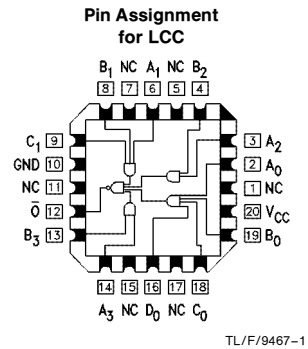 Pin Assignment
for LCC
B1 NC A1 NC B2
8 7 6 5 4
C1 9
GND 10
NC 11
O̅ 12
B3 13
3 A2
2 A0
1 NC
20 VCC
19 B0
14 15 16 17 18
A3 NC D0 NC C0
TL/F/9467–1